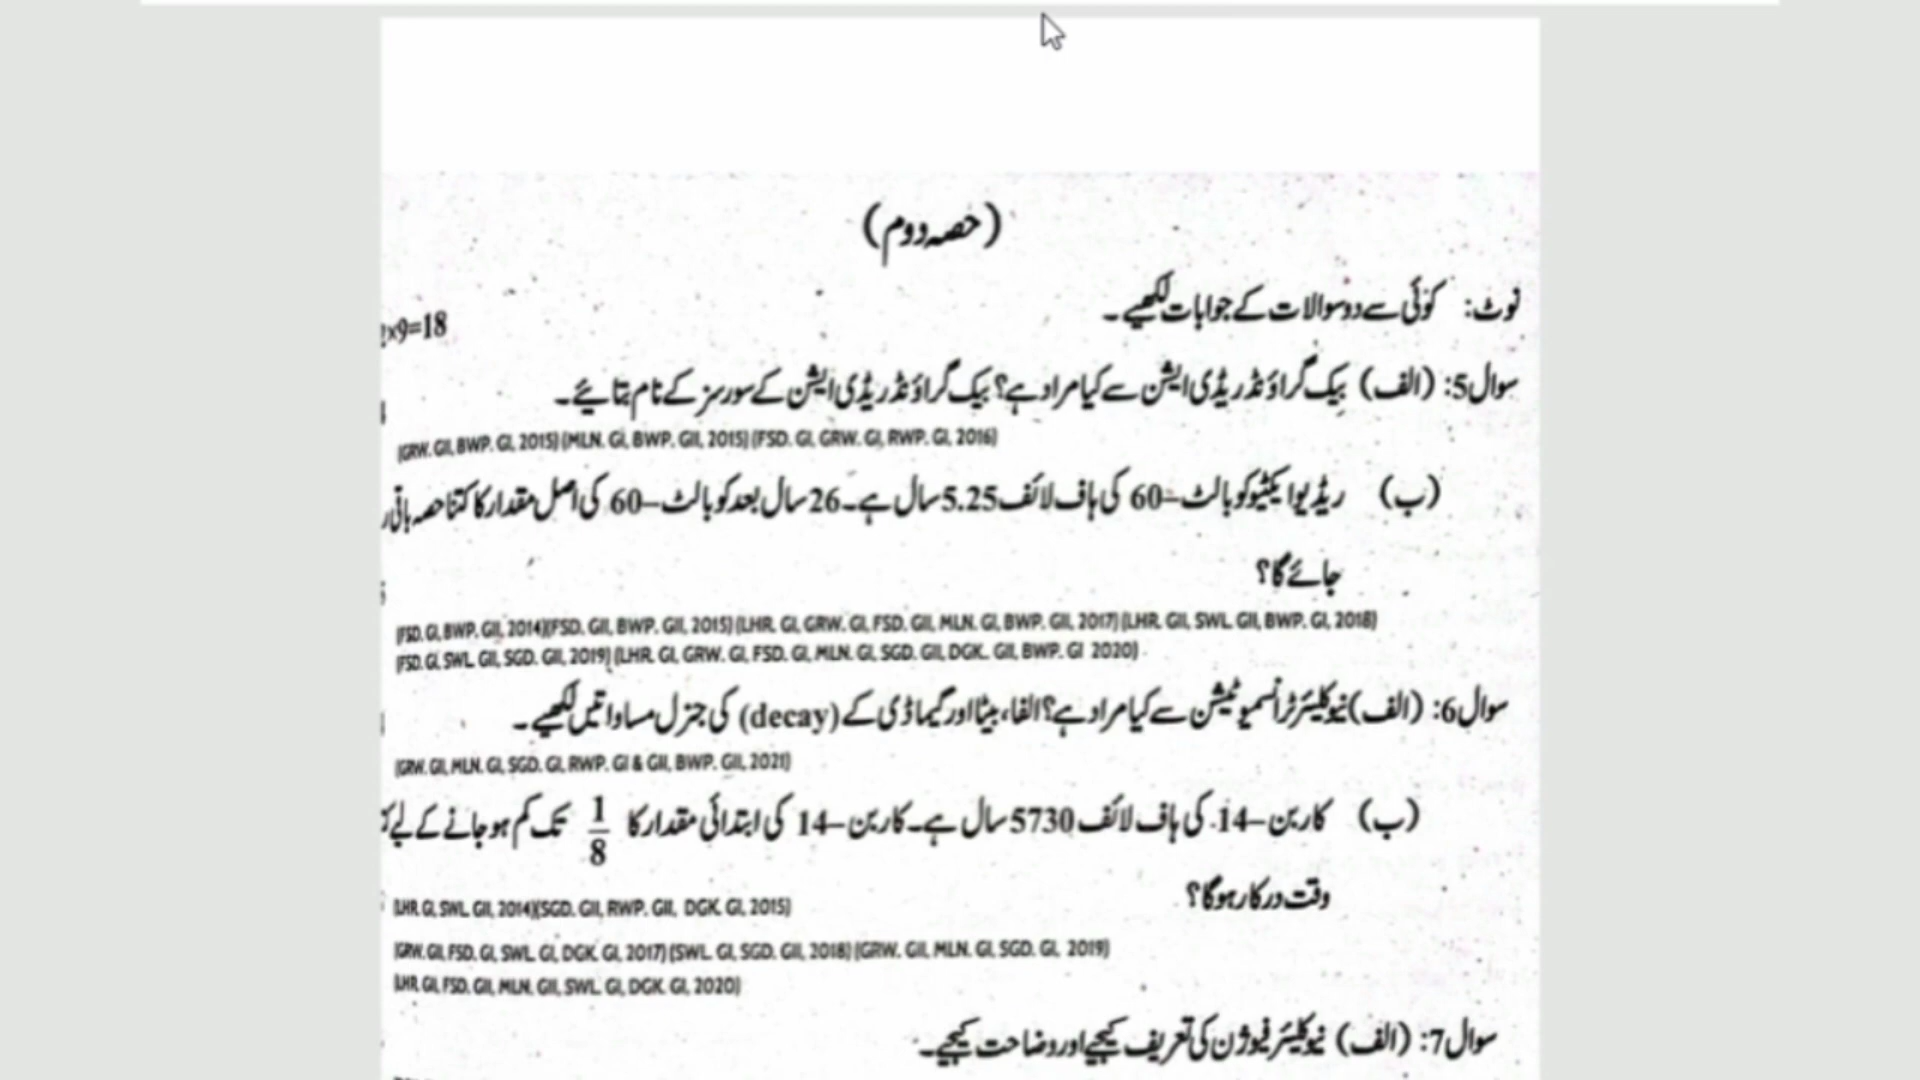 (حصہ دوم)
نوٹ: کوئی سے دو سوالات کے جوابات لکھیے۔
x9=18
سوال5: (الف) بیک گراؤنڈ ریڈی ایشن سے کیا مراد ہے؟ بیک گراؤنڈ ریڈی ایشن کے سورسز کے نام بتائیے۔
(GRW. GII, BWP. GI, 2015) (MLN. GI, BWP. GII, 2015) (FSD. GI, GRW. GI, RWP. GI, 2016)
(ب) ریڈیو ایکٹیو کوبالٹ–60 کی ہاف لائف 5.25 سال ہے۔ 26 سال بعد کوبالٹ–60 کی اصل مقدار کا کتنا حصہ باقی
جائے گا؟
(FSD. GI, BWP. GII, 2014)(FSD. GII, BWP. GII, 2015) (LHR. GI, GRW. GI, FSD. GII, MLN. GI, BWP. GII, 2017) (LHR. GII, SWL. GII, BWP. GI, 2018)
(FSD. GI, SWL. GII, SGD. GII, 2019) (LHR. GI, GRW. GI, FSD. GI, MLN. GI, SGD. GII, DGK. GII, BWP. GI 2020)
سوال6: (الف) نیوکلیئر ٹرانسمیوٹیشن سے کیا مراد ہے؟ الفا، بیٹا اور گیما ڈی کے (decay) کی جنرل مساواتیں لکھیے۔
(GRW. GII, MLN. GI, SGD. GI, RWP. GI & GII, BWP. GII, 2021)
(ب) کاربن–14 کی ہاف لائف 5730 سال ہے۔ کاربن–14 کی ابتدائی مقدار کا 1/8 تک کم ہو جانے کے لیے
وقت درکار ہوگا؟
(LHR. GI, SWL. GII, 2014)(SGD. GII, RWP. GII, DGK. GI, 2015)
(GRW. GII, FSD. GI, SWL. GI, DGK. GI, 2017) (SWL. GI, SGD. GII, 2018) (GRW. GII, MLN. GI, SGD. GI, 2019)
(LHR. GI, FSD. GII, MLN. GII, SWL. GI, DGK. GI, 2020)
سوال7: (الف) نیوکلیئر فیوژن کی تعریف کیجیے اور وضاحت کیجیے۔